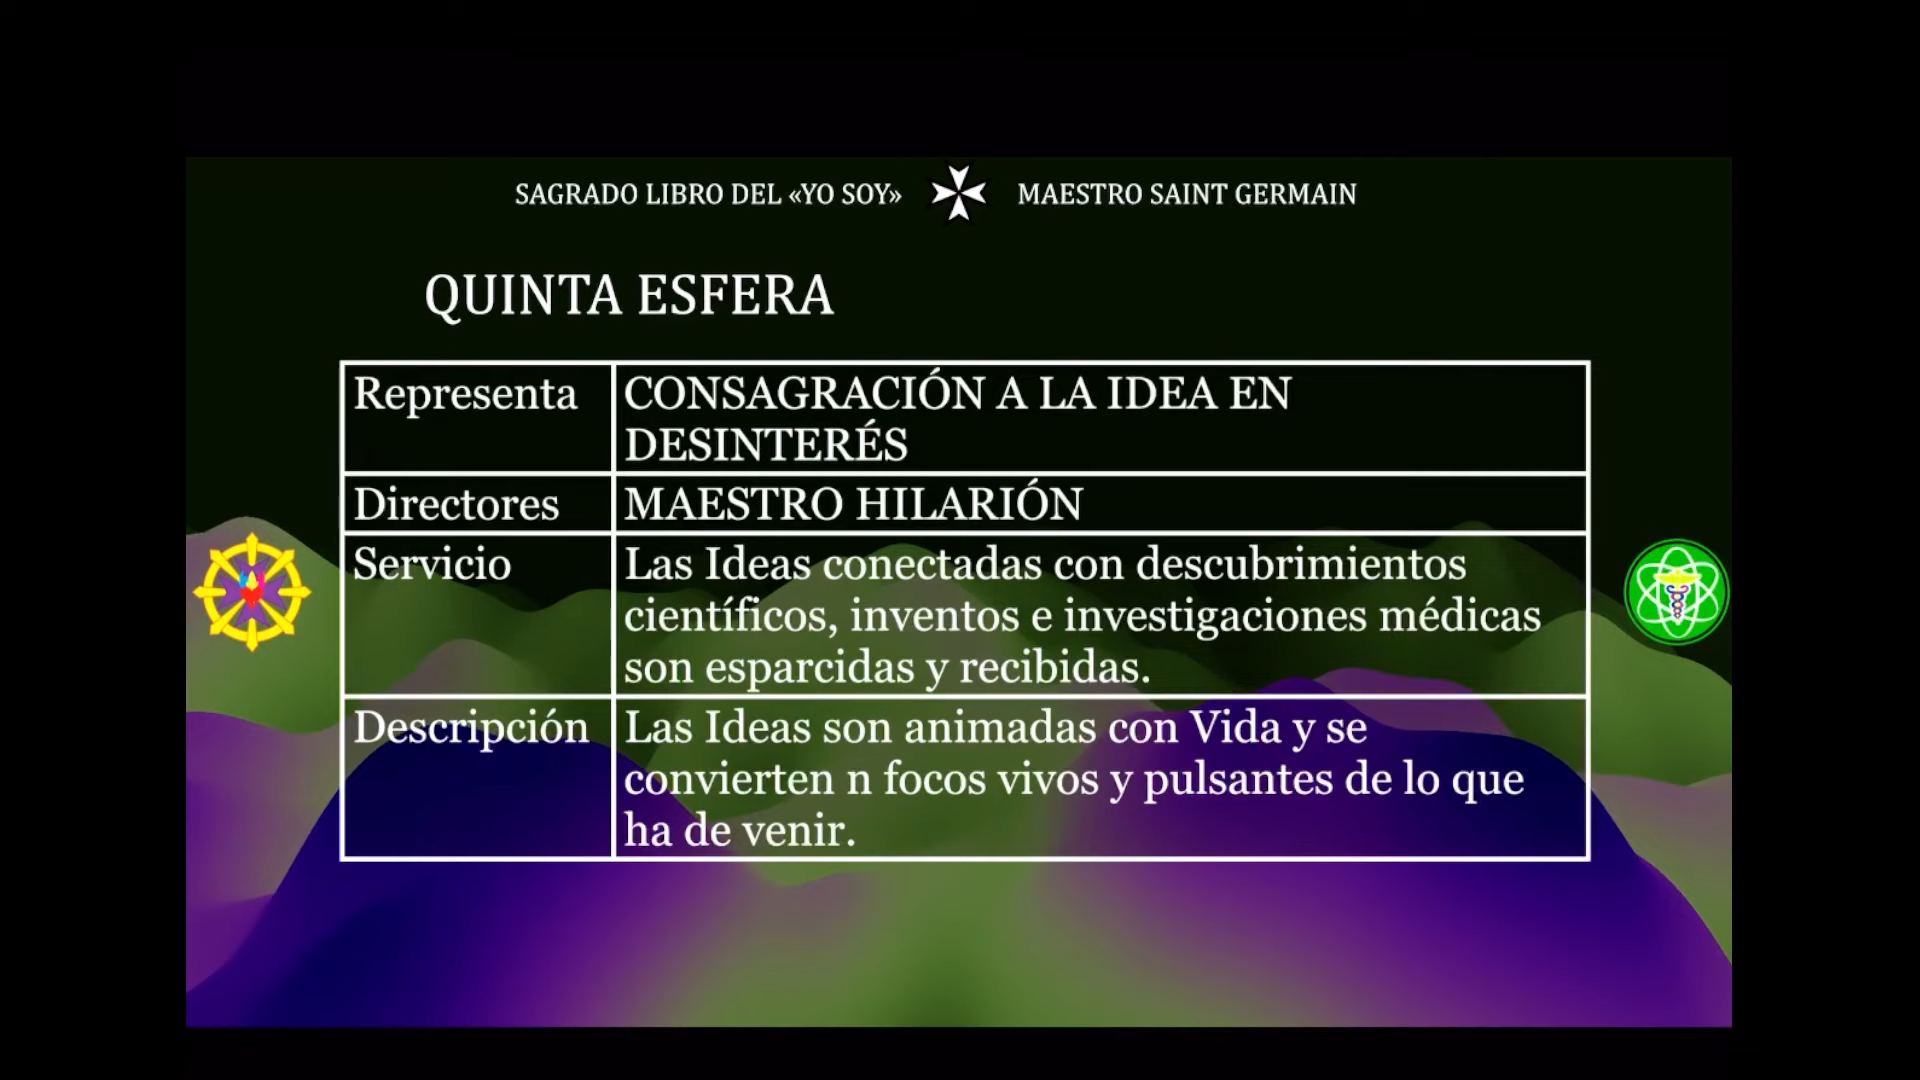 SAGRADO LIBRO DEL «YO SOY» MAESTRO SAINT GERMAIN
QUINTA ESFERA
Representa CONSAGRACIÓN A LA IDEA EN
DESINTERÉS
Directores MAESTRO HILARIÓN
Servicio Las Ideas conectadas con descubrimientos
científicos, inventos e investigaciones médicas
son esparcidas y recibidas.
Descripción Las Ideas son animadas con Vida y se
convierten n focos vivos y pulsantes de lo que
ha de venir.